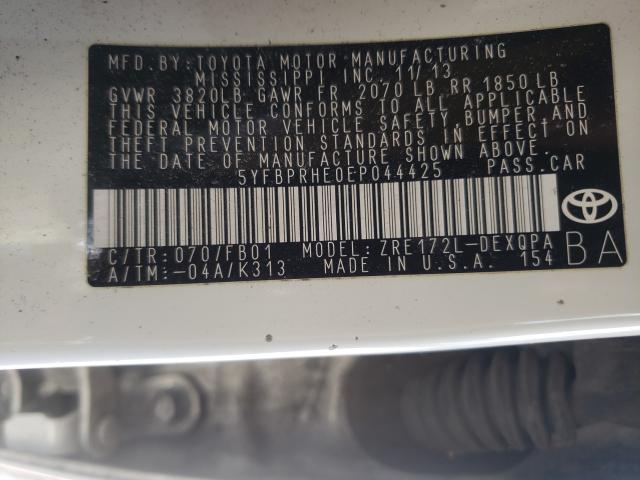 MFD. BY: TOYOTA MOTOR MANUFACTURING
MISSISSIPPI INC. 11/13
GVWR 3820LB GAWR FR 2070 LB, RR 1850 LB
THIS VEHICLE CONFORMS TO ALL APPLICABLE
FEDERAL MOTOR VEHICLE SAFETY, BUMPER, AND
THEFT PREVENTION STANDARDS IN EFFECT ON
THE DATE OF MANUFACTURE SHOWN ABOVE.
5YFBPRHE0EP044425 PASS. CAR
C/TR: 070/FB01 MODEL: ZRE172L-DEXQPA
A/TM: -04A/K313 MADE IN U.S.A. 154
BA